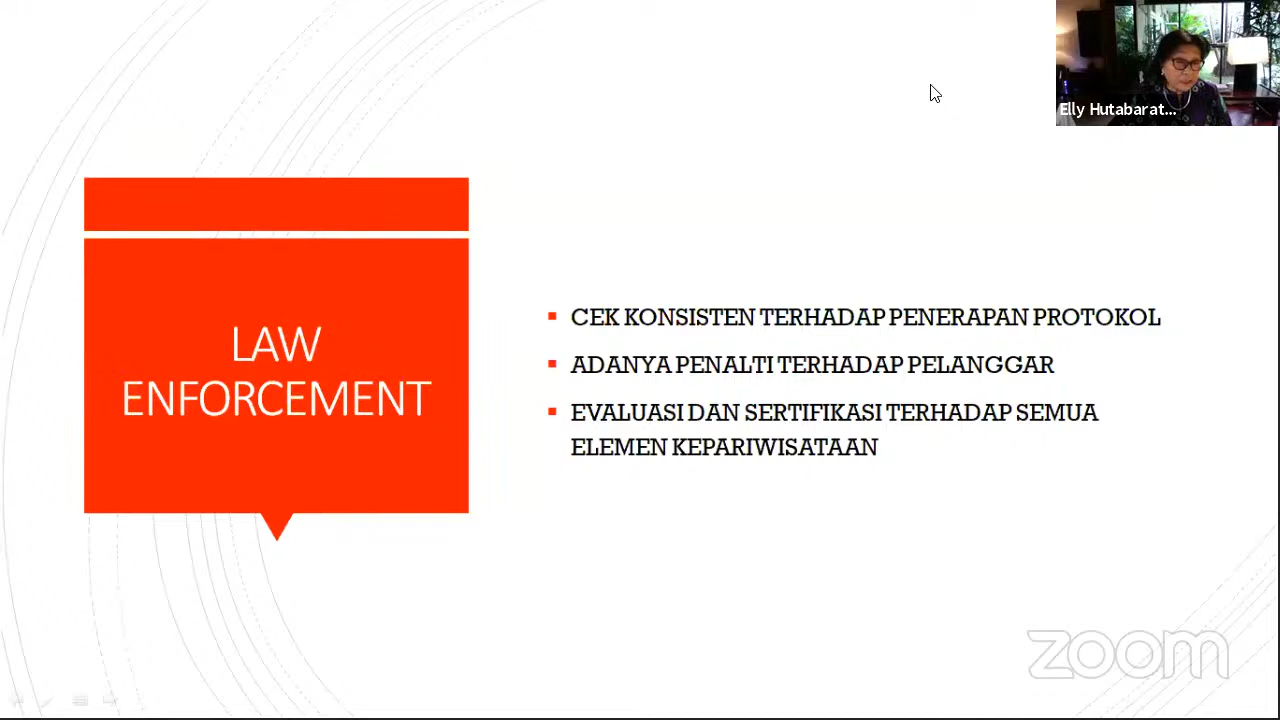 Elly Hutabarat...
LAW
ENFORCEMENT
CEK KONSISTEN TERHADAP PENERAPAN PROTOKOL
ADANYA PENALTI TERHADAP PELANGGAR
EVALUASI DAN SERTIFIKASI TERHADAP SEMUA
ELEMEN KEPARIWISATAAN
zoom